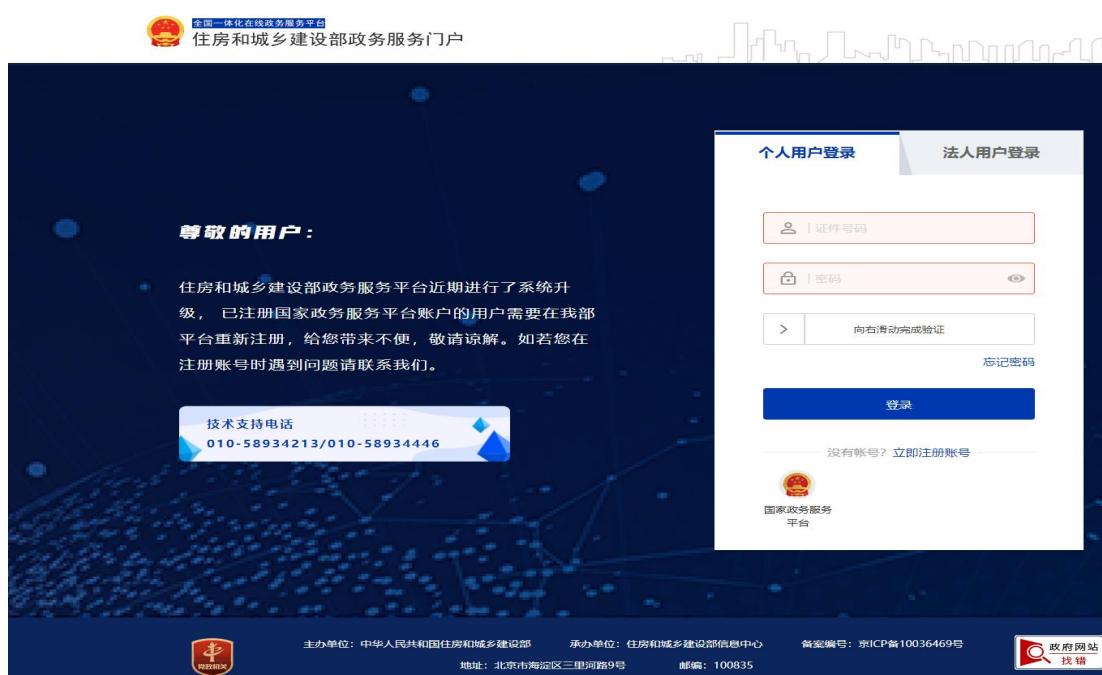 全国一体化在线政务服务平台
住房和城乡建设部政务服务门户
个人用户登录
法人用户登录
尊敬的用户：
住房和城乡建设部政务服务平台近期进行了系统升
级， 已注册国家政务服务平台账户的用户需要在我部
平台重新注册，给您带来不便，敬请谅解。如若您在
注册账号时遇到问题请联系我们。
技术支持电话
010-58934213/010-58934446
证件号码
密码
向右滑动完成验证
忘记密码
登录
没有帐号？立即注册账号
国家政务服务
平台
主办单位：中华人民共和国住房和城乡建设部 承办单位：住房和城乡建设部信息中心 备案编号：京ICP备10036469号
地址：北京市海淀区三里河路9号 邮编：100835
党政机关
政府网站
找错